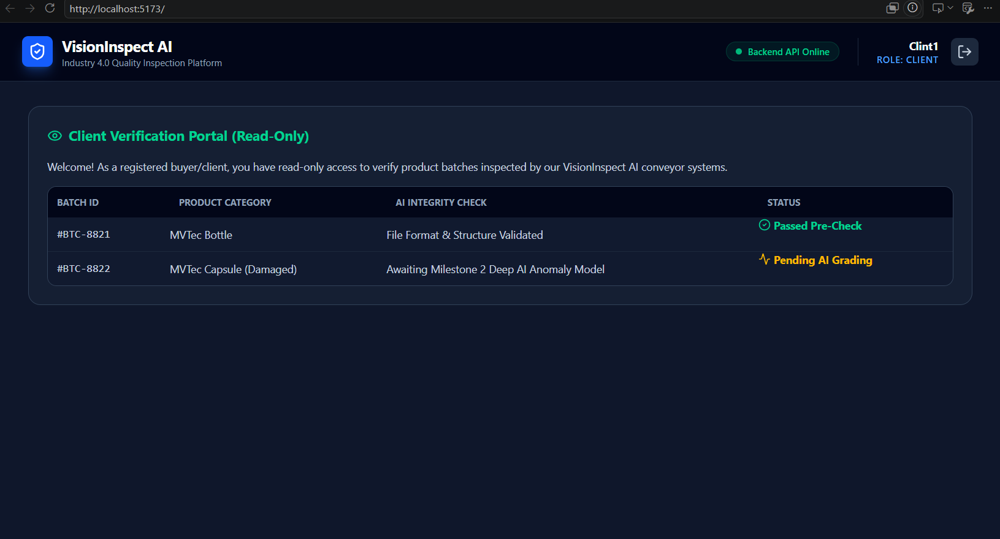 http://localhost:5173/
VisionInspect AI
Industry 4.0 Quality Inspection Platform
Backend API Online
Clint1
ROLE: CLIENT
Client Verification Portal (Read-Only)
Welcome! As a registered buyer/client, you have read-only access to verify product batches inspected by our VisionInspect AI conveyor systems.
BATCH ID PRODUCT CATEGORY AI INTEGRITY CHECK STATUS
#BTC-8821 MVTec Bottle File Format & Structure Validated Passed Pre-Check
#BTC-8822 MVTec Capsule (Damaged) Awaiting Milestone 2 Deep AI Anomaly Model Pending AI Grading